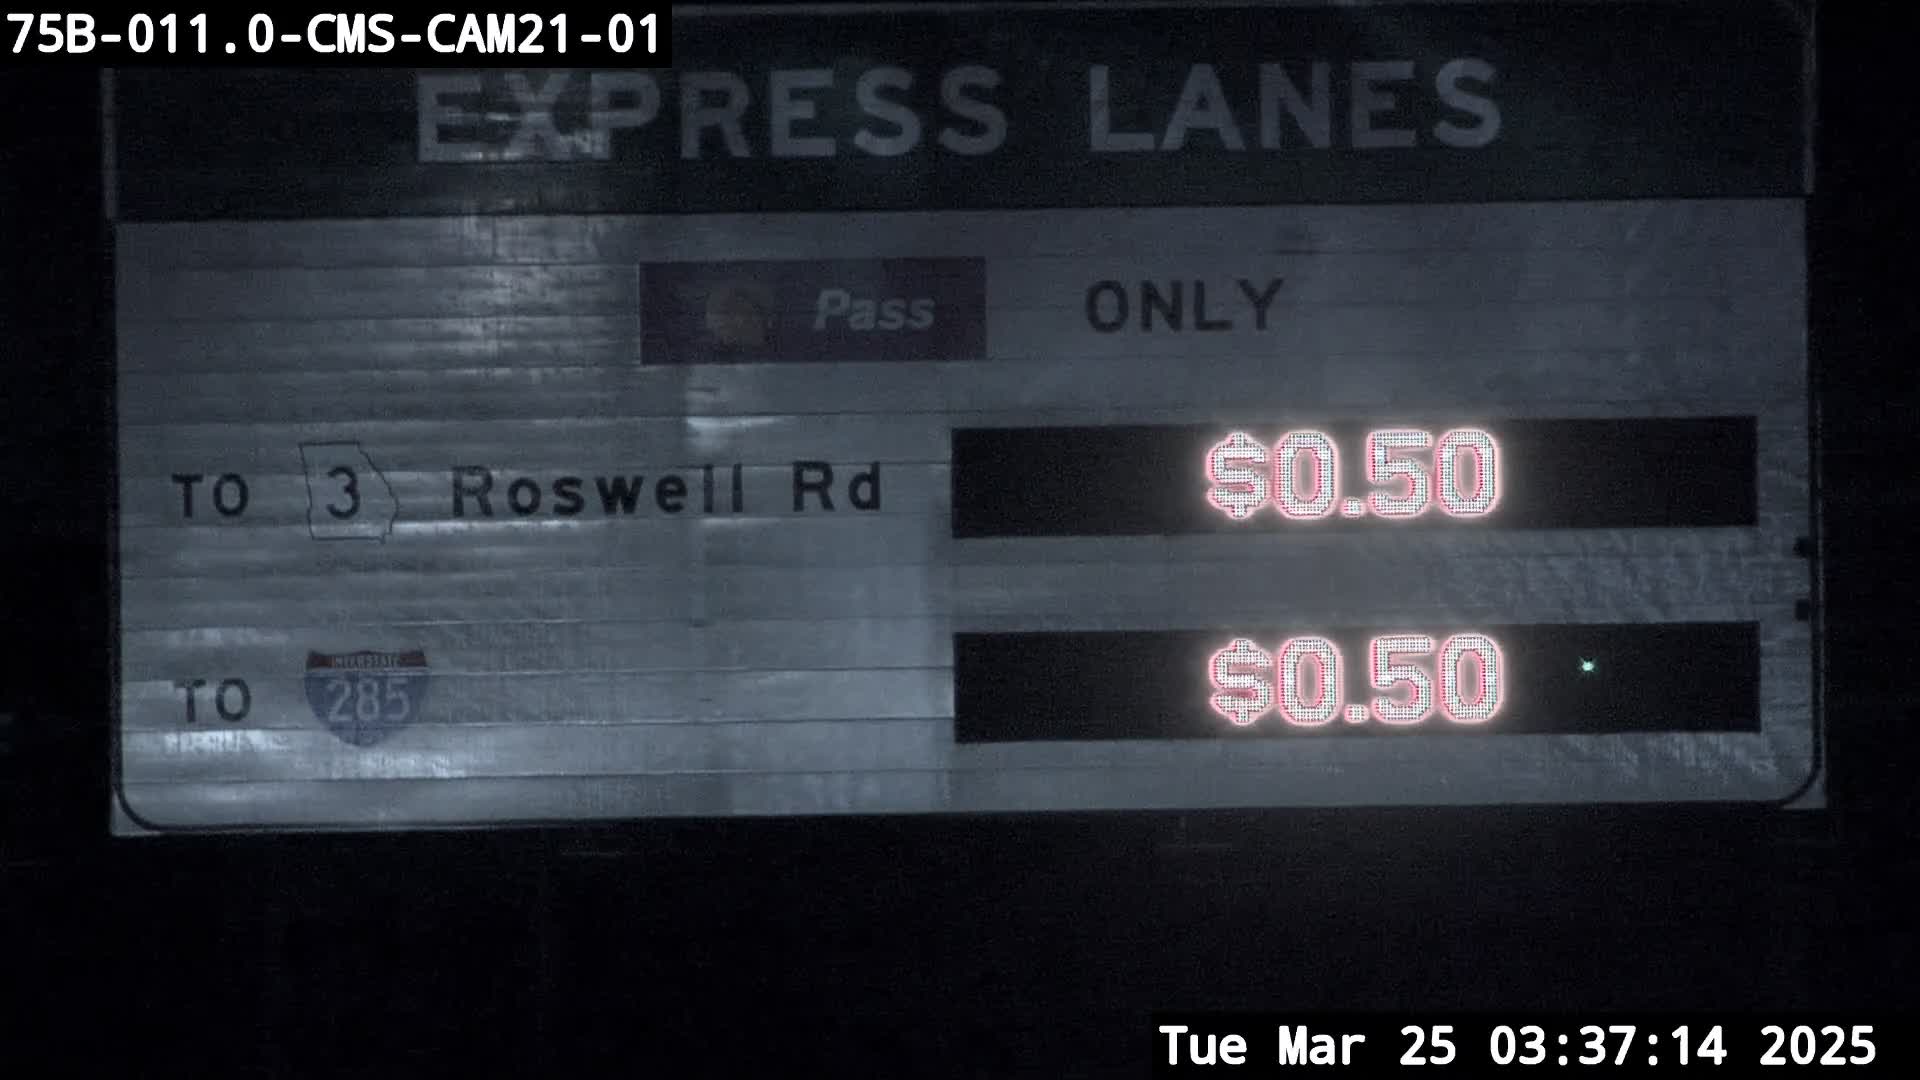 75B-011.0-CMS-CAM21-01
EXPRESS LANES
Pass ONLY
TO 3 Roswell Rd $0.50
INTERSTATE
TO 285 $0.50
Tue Mar 25 03:37:14 2025